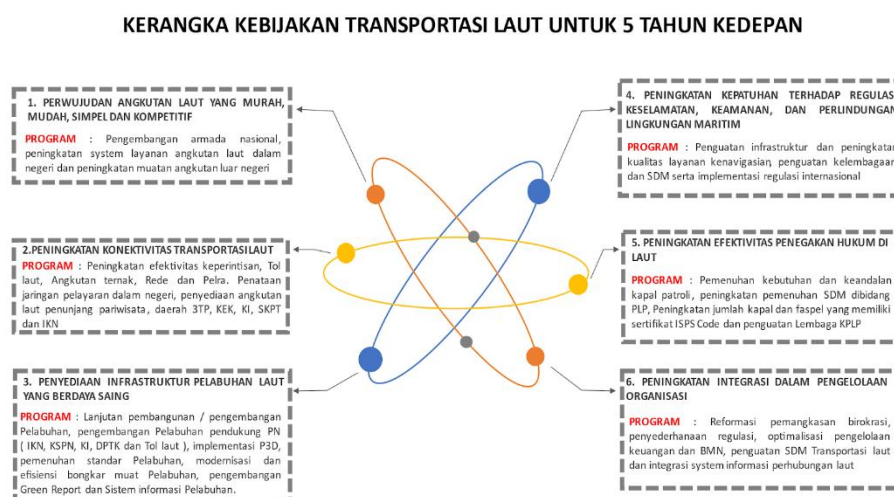 KERANGKA KEBIJAKAN TRANSPORTASI LAUT UNTUK 5 TAHUN KEDEPAN
1. PERWUJUDAN ANGKUTAN LAUT YANG MURAH,
MUDAH, SIMPEL DAN KOMPETITIF
PROGRAM : Pengembangan armada nasional,
peningkatan system layanan angkutan laut dalam
negeri dan peningkatan muatan angkutan luar negeri
2.PENINGKATAN KONEKTIVITAS TRANSPORTASILAUT
PROGRAM : Peningkatan efektivitas keperintisan, Tol
laut, Angkutan ternak, Rede dan Pelra. Penataan
jaringan pelayaran dalam negeri, penyediaan angkutan
laut penunjang pariwisata, daerah 3TP, KEK, KI, SKPT
dan IKN
3. PENYEDIAAN INFRASTRUKTUR PELABUHAN LAUT
YANG BERDAYA SAING
PROGRAM : Lanjutan pembangunan / pengembangan
Pelabuhan, pengembangan Pelabuhan pendukung PN
( IKN, KSPN, KI, DPTK dan Tol laut ), implementasi P3D,
pemenuhan standar Pelabuhan, modernisasi dan
efisiensi bongkar muat Pelabuhan, pengembangan
Green Report dan Sistem informasi Pelabuhan.
4. PENINGKATAN KEPATUHAN TERHADAP REGULAS
KESELAMATAN, KEAMANAN, DAN PERLINDUNGAN
LINGKUNGAN MARITIM
PROGRAM : Penguatan infrastruktur dan peningkatan
kualitas layanan kenavigasian, penguatan kelembagaan
dan SDM serta implementasi regulasi internasional
5. PENINGKATAN EFEKTIVITAS PENEGAKAN HUKUM DI
LAUT
PROGRAM : Pemenuhan kebutuhan dan keandalan
kapal patroli, peningkatan pemenuhan SDM dibidang
PLP, Peningkatan jumlah kapal dan faspel yang memiliki
sertifikat ISPS Code dan penguatan Lembaga KPLP
6. PENINGKATAN INTEGRASI DALAM PENGELOLAAN
ORGANISASI
PROGRAM : Reformasi pemangkasan birokrasi,
penyederhanaan regulasi, optimalisasi pengelolaan
keuangan dan BMN, penguatan SDM Transportasi laut
dan integrasi system informasi perhubungan laut